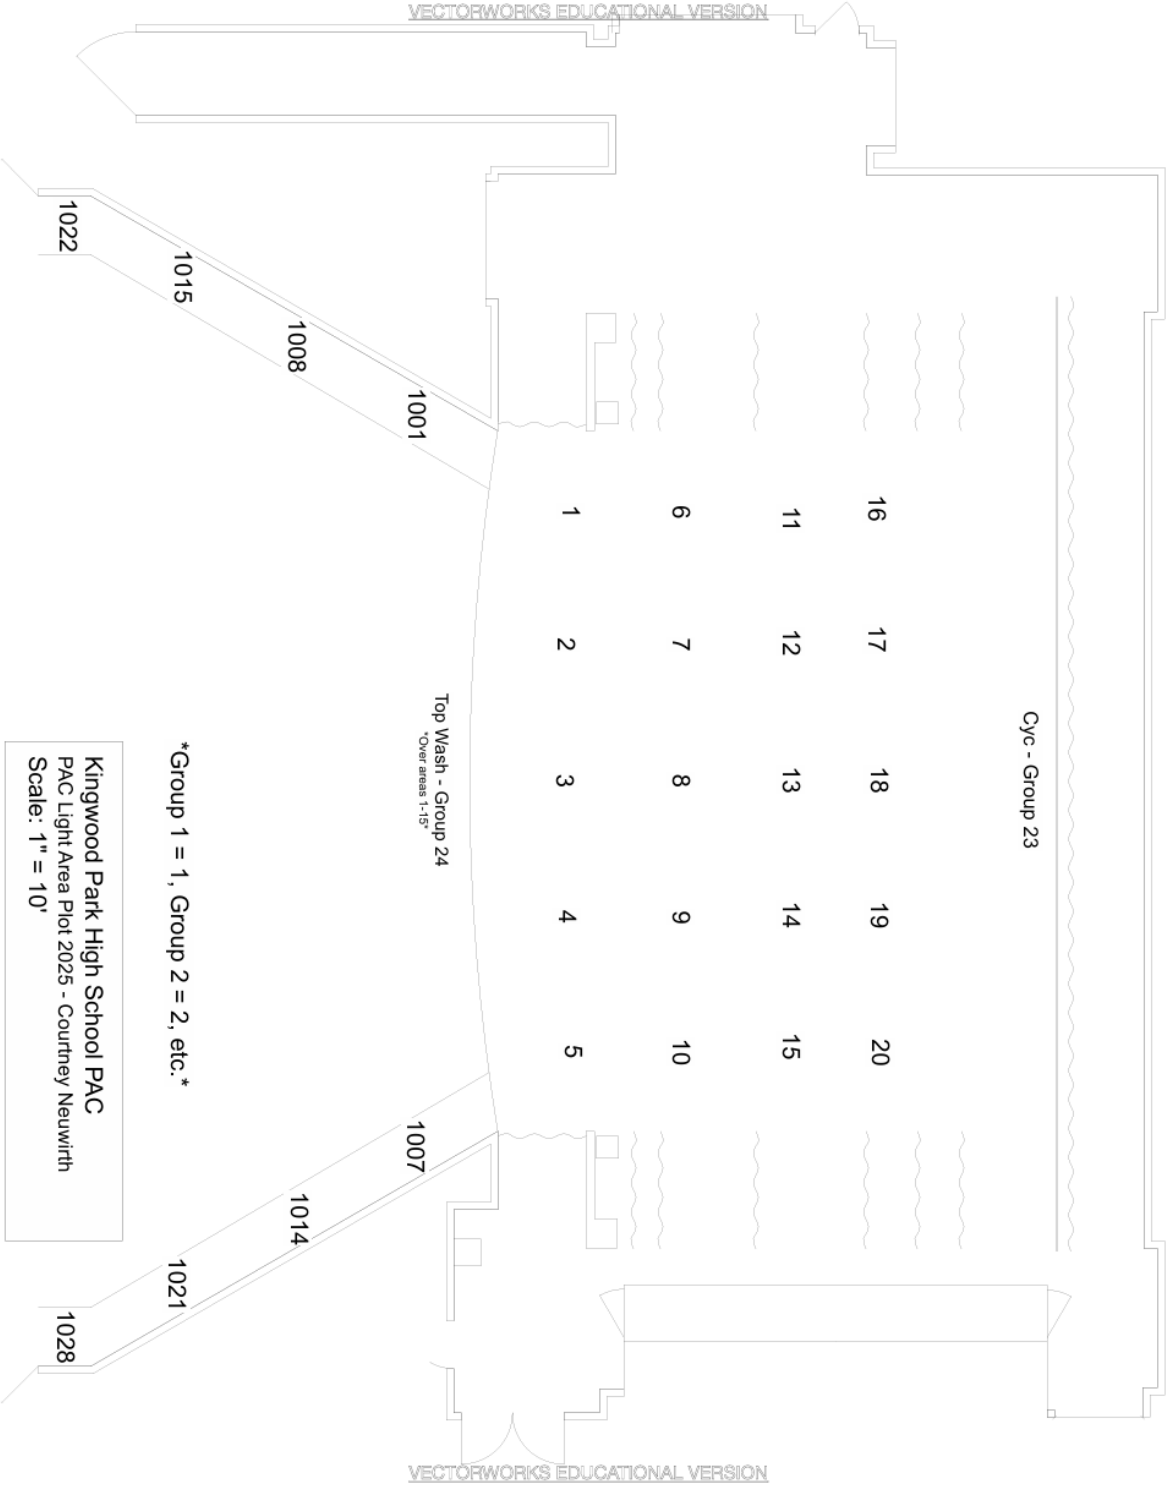 VECTORWORKS EDUCATIONAL VERSION
Cyc - Group 23
20 19 18 17 16
15 14 13 12 11
10 9 8 7 6
5 4 3 2 1
Top Wash - Group 24
*Over areas 1-15*
1007 1001
1014 1008
1021 1015
1028 1022
*Group 1 = 1, Group 2 = 2, etc.*
Kingwood Park High School PAC
PAC Light Area Plot 2025 - Courtney Neuwirth
Scale: 1" = 10'
VECTORWORKS EDUCATIONAL VERSION